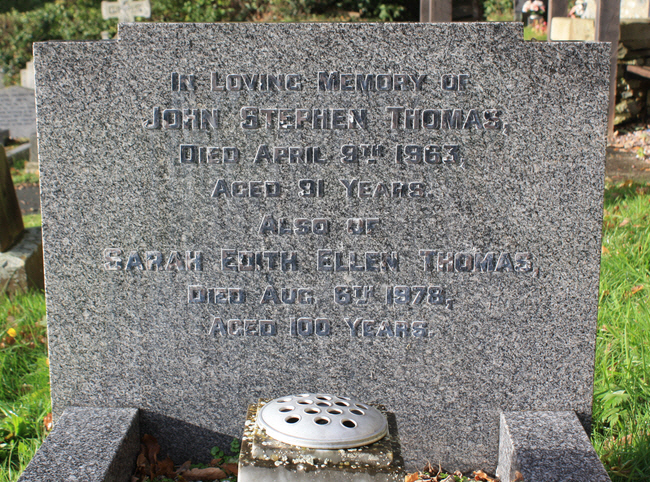 In Loving Memory of
JOHN STEPHEN THOMAS,
Died April 9TH 1963,
Aged 91 Years.
Also of
SARAH EDITH ELLEN THOMAS,
Died Aug. 6TH 1978,
Aged 100 Years.